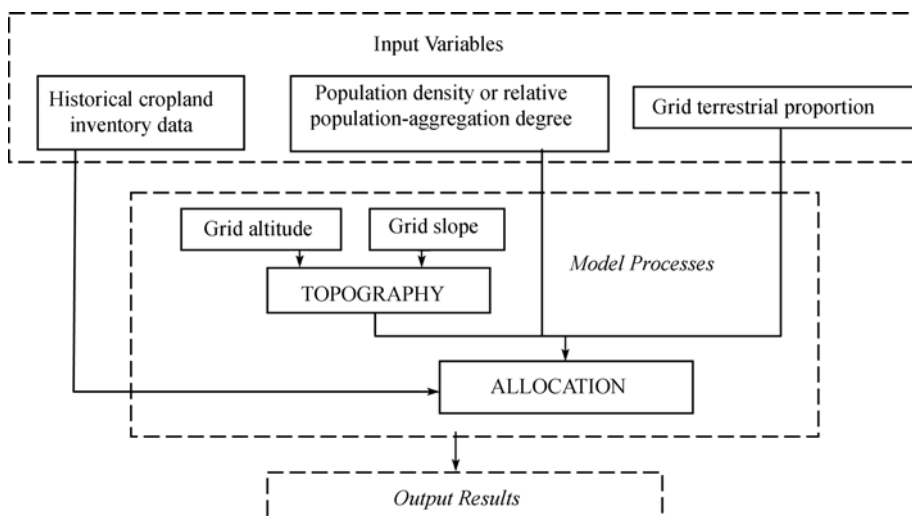 Input Variables
Historical cropland
inventory data
Population density or relative
population-aggregation degree
Grid terrestrial proportion
Grid altitude
Grid slope
Model Processes
TOPOGRAPHY
ALLOCATION
Output Results